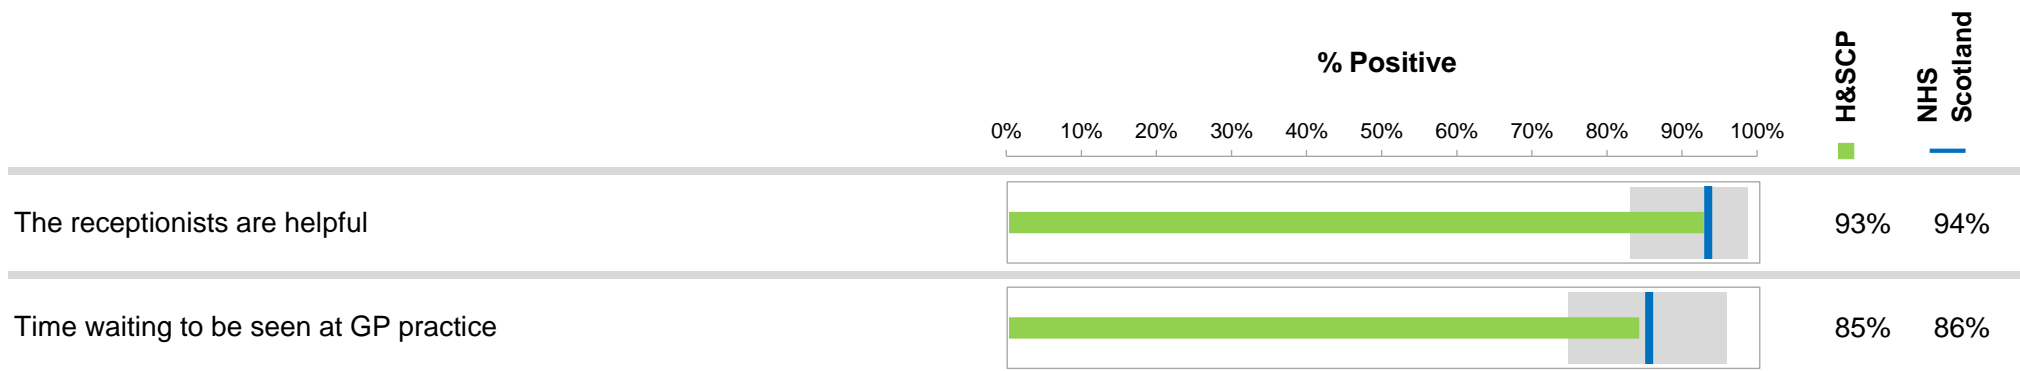 % Positive
H&SCP
NHS
Scotland
0% 10% 20% 30% 40% 50% 60% 70% 80% 90% 100%
The receptionists are helpful 93% 94%
Time waiting to be seen at GP practice 85% 86%